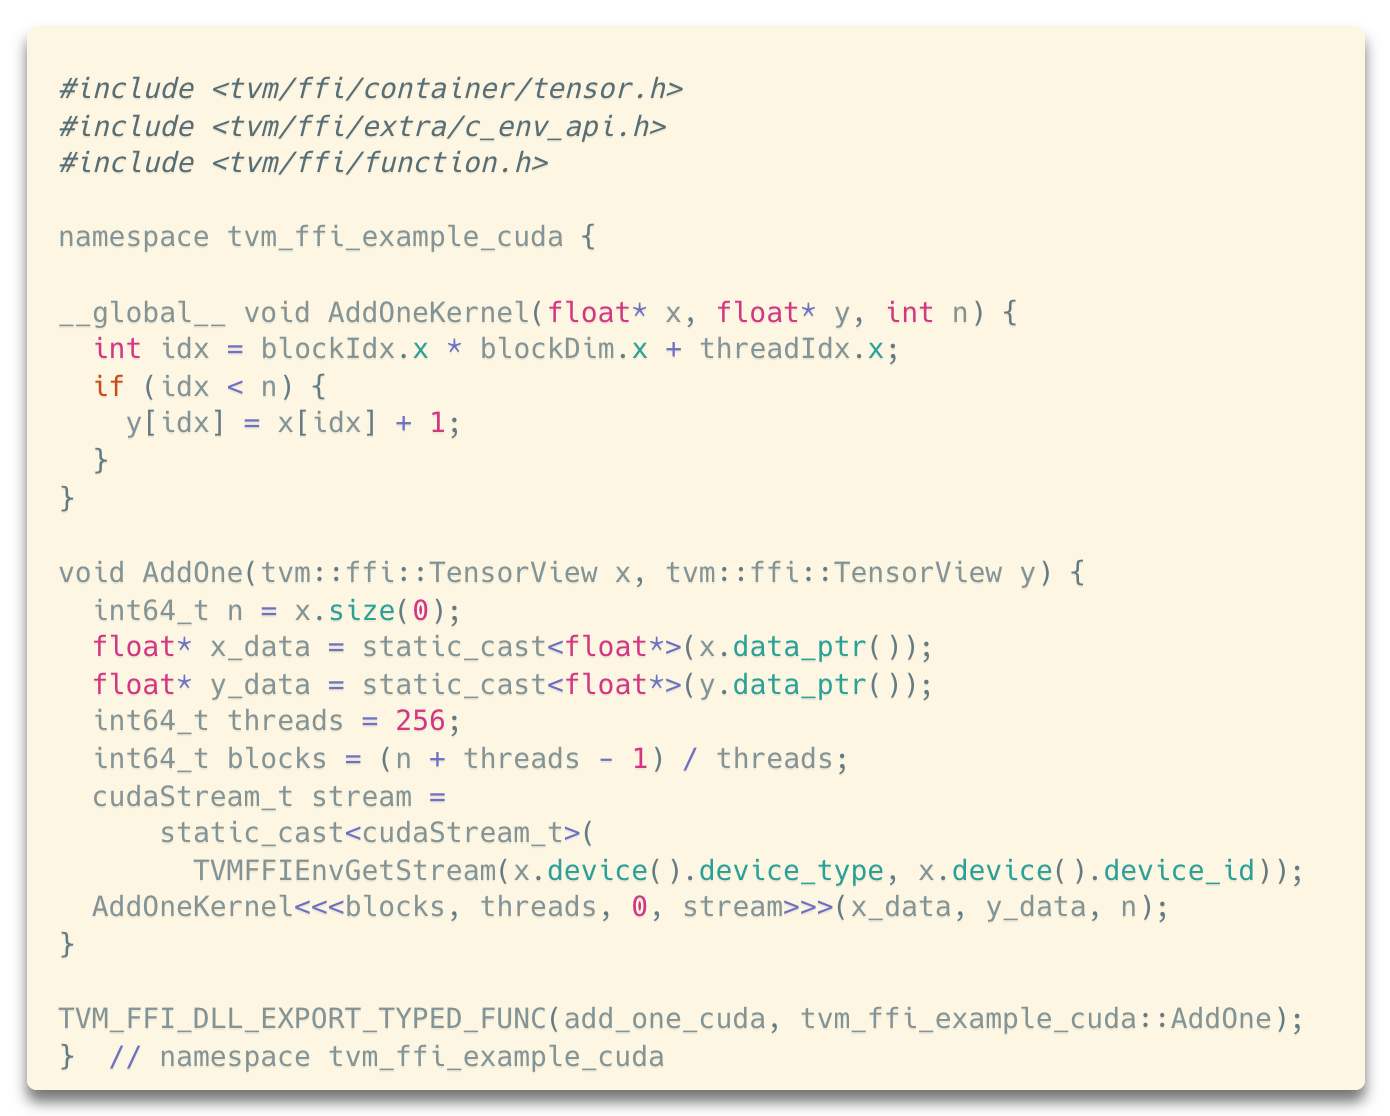 #include <tvm/ffi/container/tensor.h>
#include <tvm/ffi/extra/c_env_api.h>
#include <tvm/ffi/function.h>

namespace tvm_ffi_example_cuda {

__global__ void AddOneKernel(float* x, float* y, int n) {
  int idx = blockIdx.x * blockDim.x + threadIdx.x;
  if (idx < n) {
    y[idx] = x[idx] + 1;
  }
}

void AddOne(tvm::ffi::TensorView x, tvm::ffi::TensorView y) {
  int64_t n = x.size(0);
  float* x_data = static_cast<float*>(x.data_ptr());
  float* y_data = static_cast<float*>(y.data_ptr());
  int64_t threads = 256;
  int64_t blocks = (n + threads - 1) / threads;
  cudaStream_t stream =
      static_cast<cudaStream_t>(
        TVMFFIEnvGetStream(x.device().device_type, x.device().device_id));
  AddOneKernel<<<blocks, threads, 0, stream>>>(x_data, y_data, n);
}

TVM_FFI_DLL_EXPORT_TYPED_FUNC(add_one_cuda, tvm_ffi_example_cuda::AddOne);
}  // namespace tvm_ffi_example_cuda